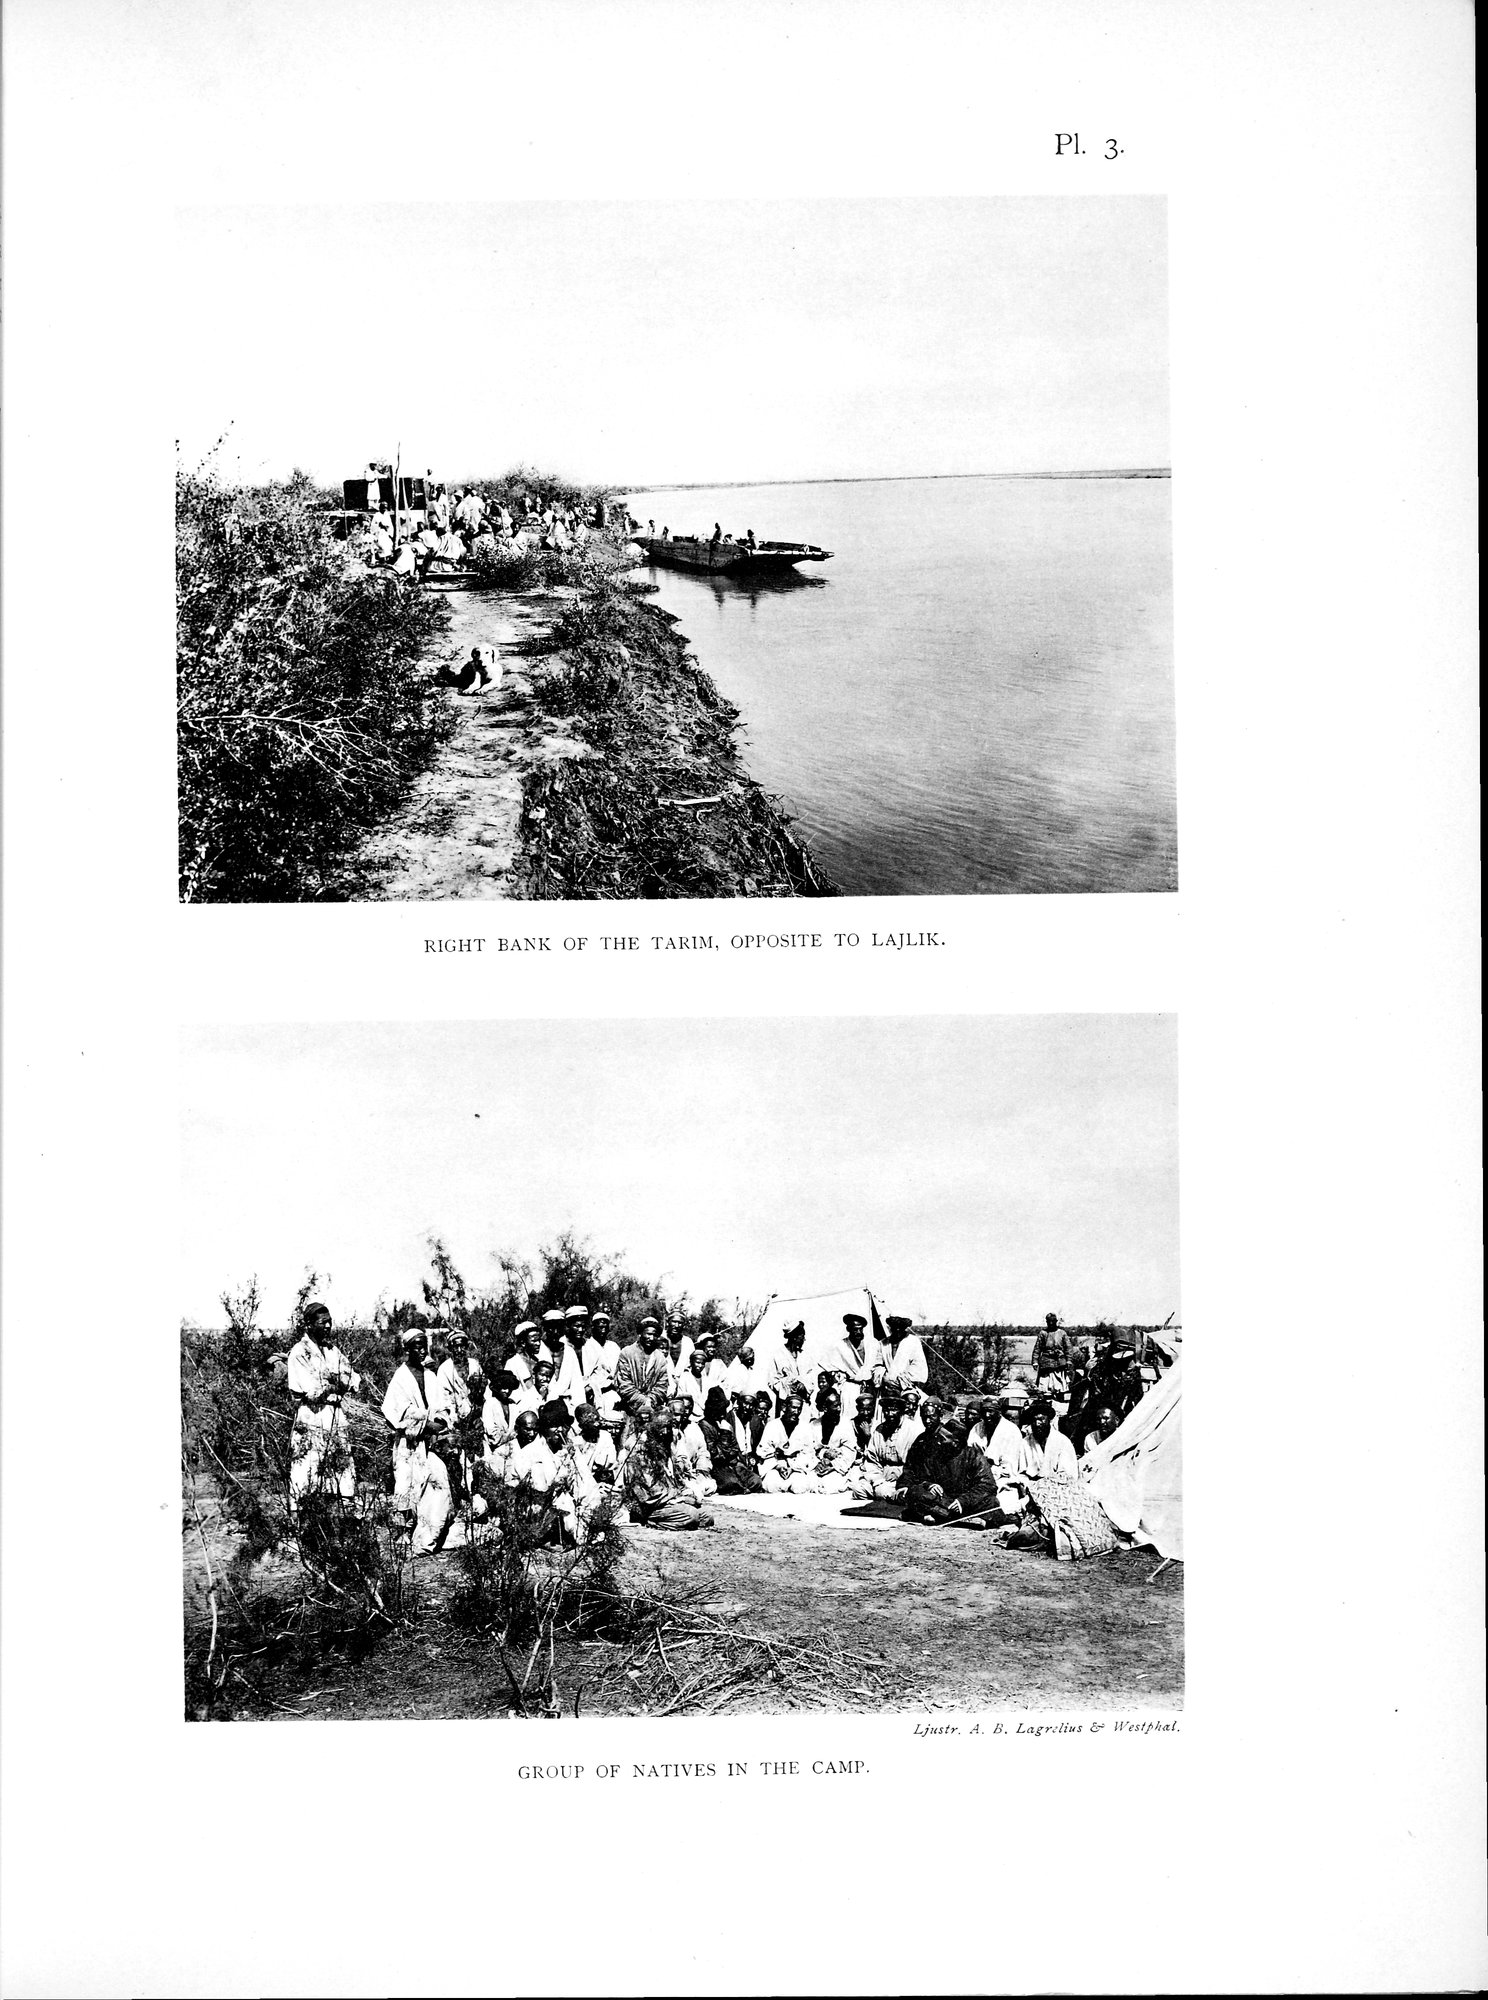 Pl. 3.
RIGHT BANK OF THE TARIM, OPPOSITE TO LAJLIK.
Ljustr. A. B. Lagrelius & Westphal.
GROUP OF NATIVES IN THE CAMP.